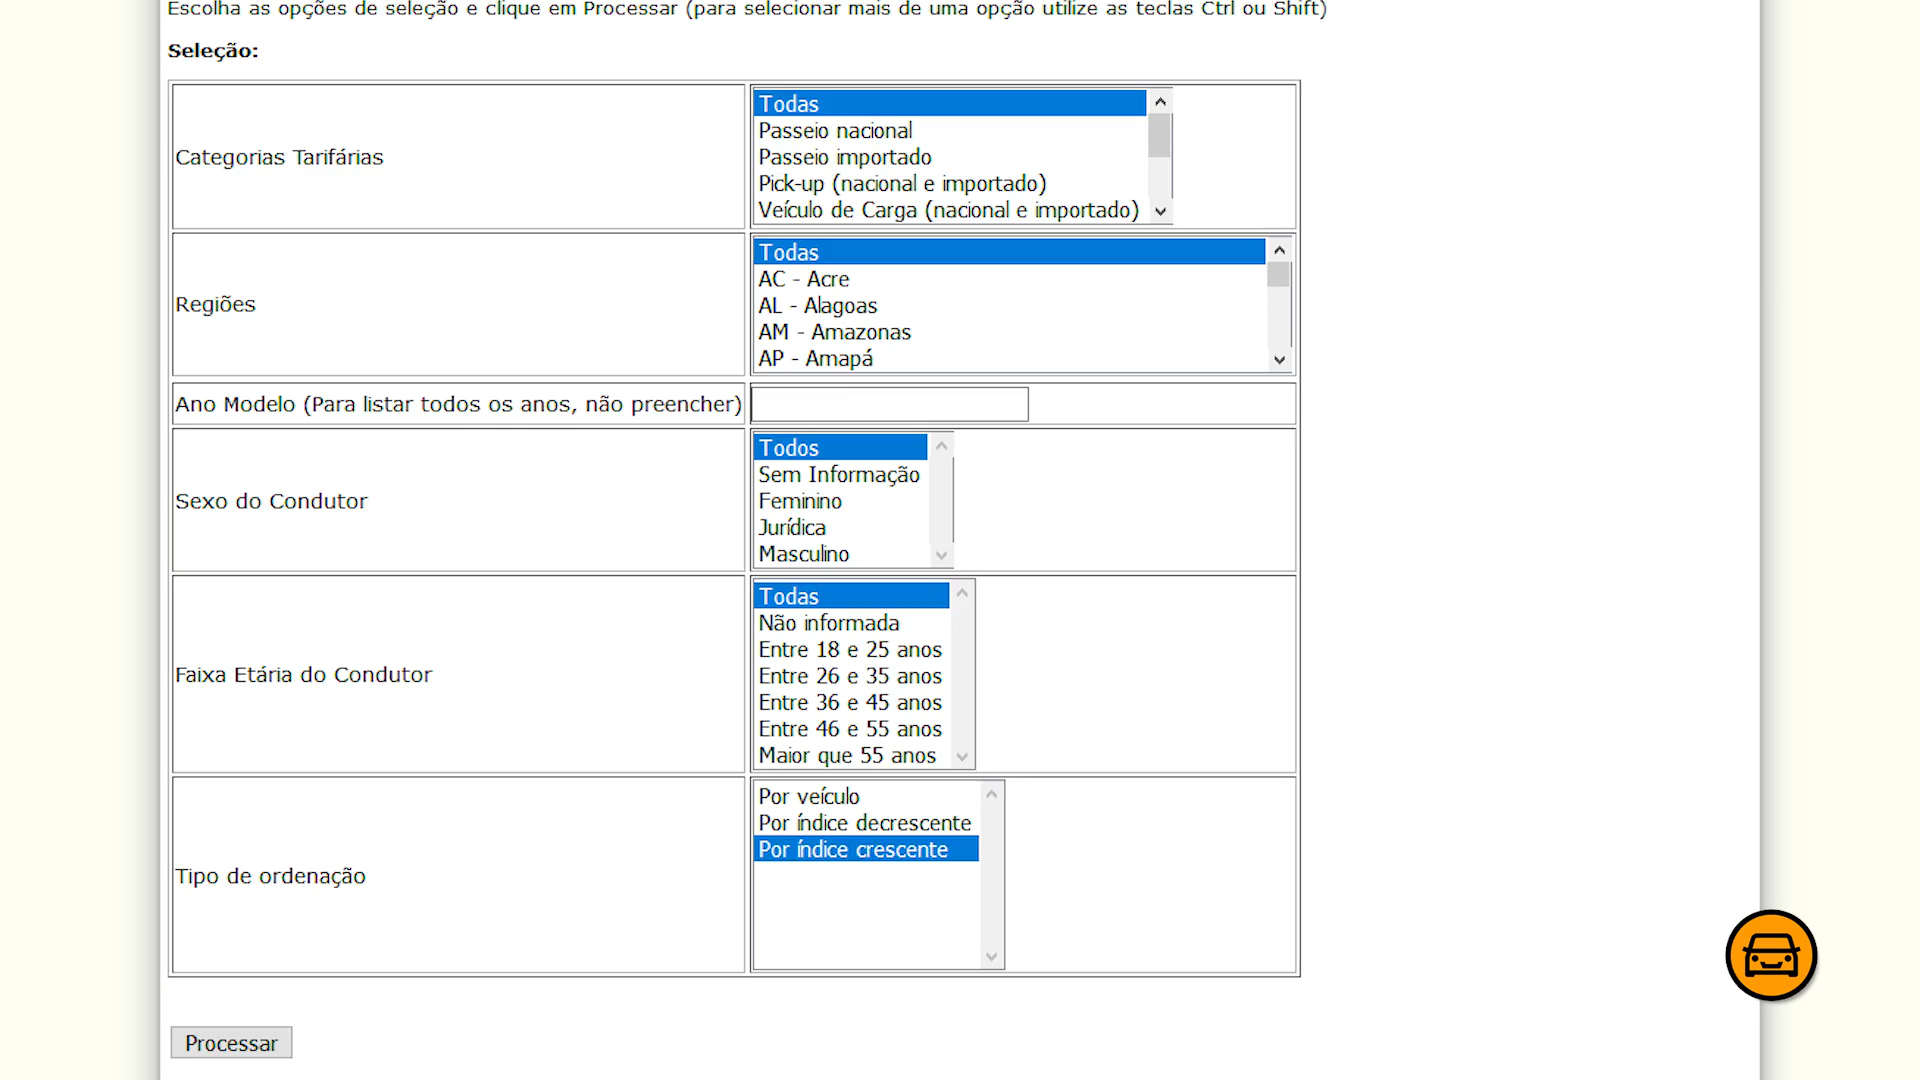 Escolha as opções de seleção e clique em Processar (para selecionar mais de uma opção utilize as teclas Ctrl ou Shift)
Seleção:
Categorias Tarifárias
Todas
Passeio nacional
Passeio importado
Pick-up (nacional e importado)
Veículo de Carga (nacional e importado)
Regiões
Todas
AC - Acre
AL - Alagoas
AM - Amazonas
AP - Amapá
Ano Modelo (Para listar todos os anos, não preencher)
Sexo do Condutor
Todos
Sem Informação
Feminino
Jurídica
Masculino
Faixa Etária do Condutor
Todas
Não informada
Entre 18 e 25 anos
Entre 26 e 35 anos
Entre 36 e 45 anos
Entre 46 e 55 anos
Maior que 55 anos
Tipo de ordenação
Por veículo
Por índice decrescente
Por índice crescente
Processar